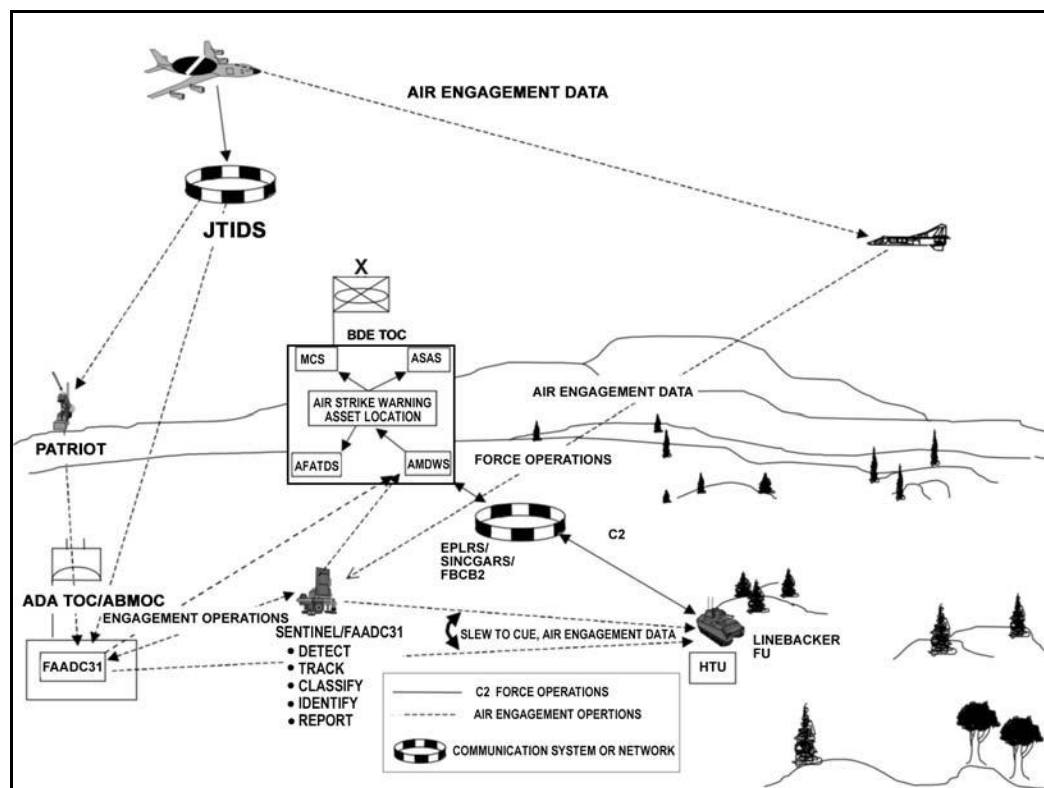 AIR ENGAGEMENT DATA
JTIDS
X
BDE TOC
MCS
ASAS
AIR STRIKE WARNING
ASSET LOCATION
AFATDS
AMDWS
AIR ENGAGEMENT DATA
FORCE OPERATIONS
PATRIOT
C2
EPLRS/
SINCGARS/
FBCB2
ADA TOC/ABMOC
ENGAGEMENT OPERATIONS
FAADC31
SENTINEL/FAADC31
• DETECT
• TRACK
• CLASSIFY
• IDENTIFY
• REPORT
SLEW TO CUE, AIR ENGAGEMENT DATA
LINEBACKER
FU
HTU
C2 FORCE OPERATIONS
AIR ENGAGEMENT OPERTIONS
COMMUNICATION SYSTEM OR NETWORK